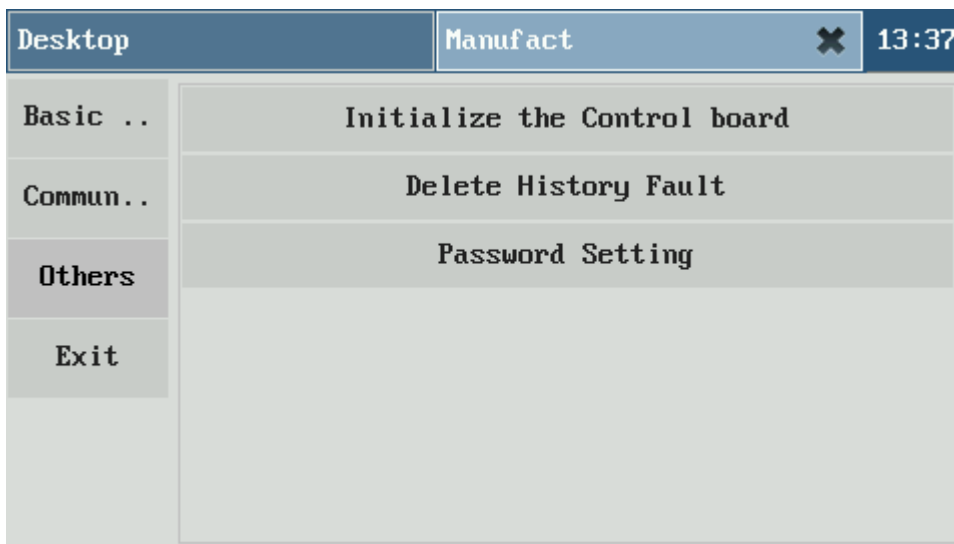 Desktop
Manufact
13:37
Basic ..
Commun..
Others
Exit
Initialize the Control board
Delete History Fault
Password Setting